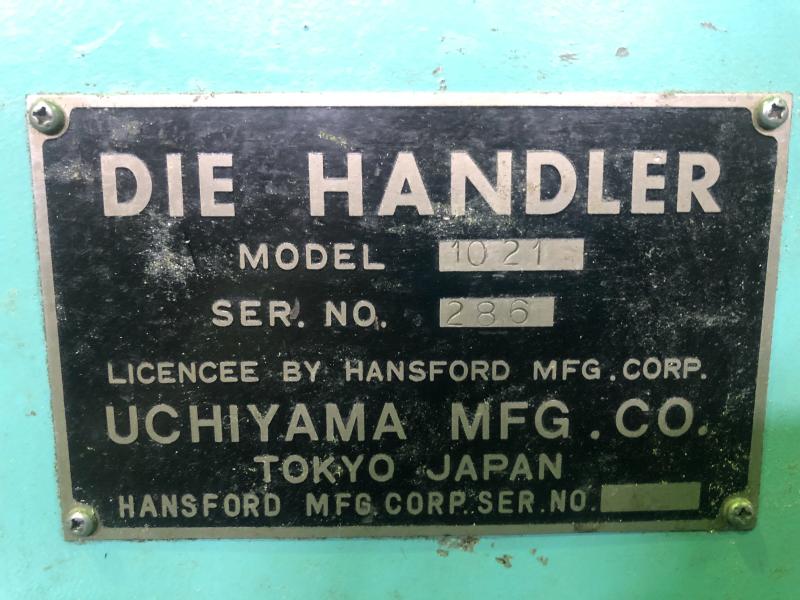 DIE HANDLER
MODEL 1021
SER. NO. 286
LICENCEE BY HANSFORD MFG. CORP.
UCHIYAMA MFG. CO.
TOKYO JAPAN
HANSFORD MFG. CORP. SER. NO.